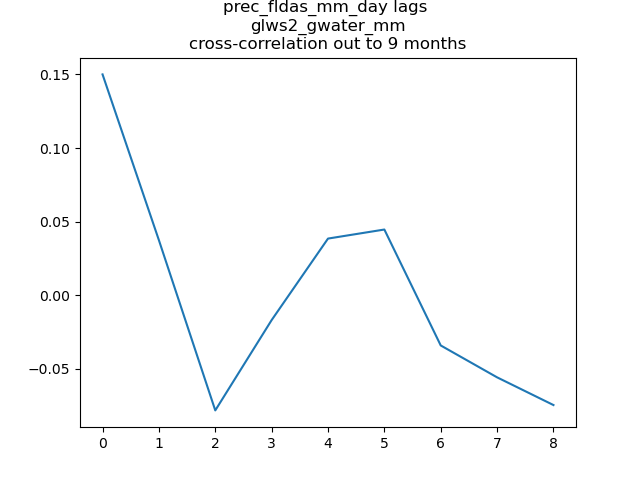 prec_fldas_mm_day lags
glws2_gwater_mm
cross-correlation out to 9 months
0.15
0.10
0.05
0.00
−0.05
0 1 2 3 4 5 6 7 8